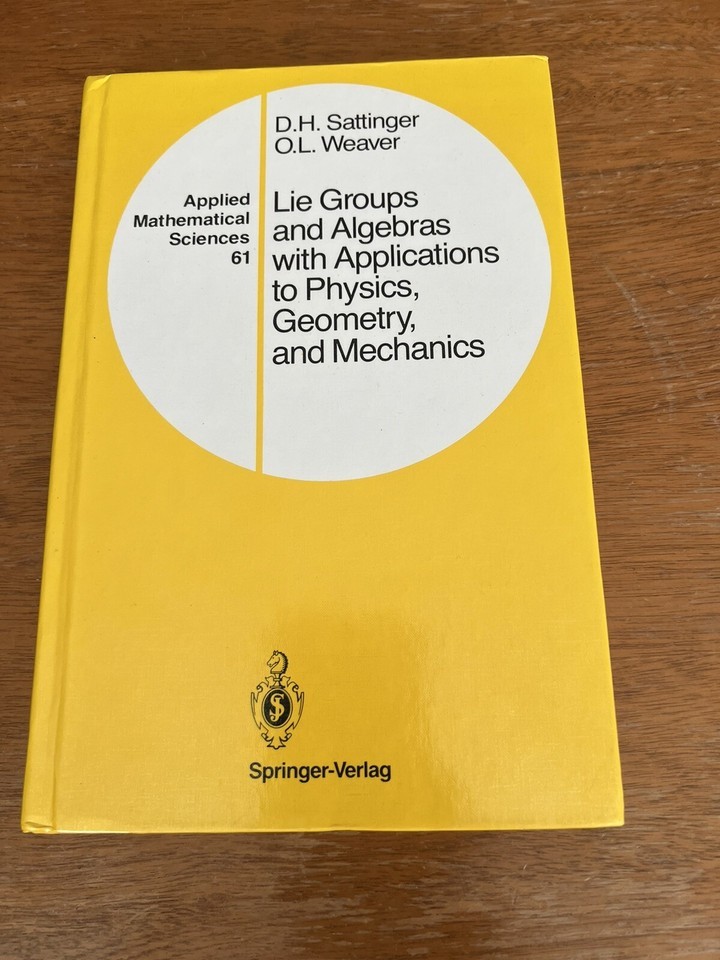 D.H. Sattinger
O.L. Weaver
Applied
Mathematical
Sciences
61
Lie Groups
and Algebras
with Applications
to Physics,
Geometry,
and Mechanics
Springer-Verlag